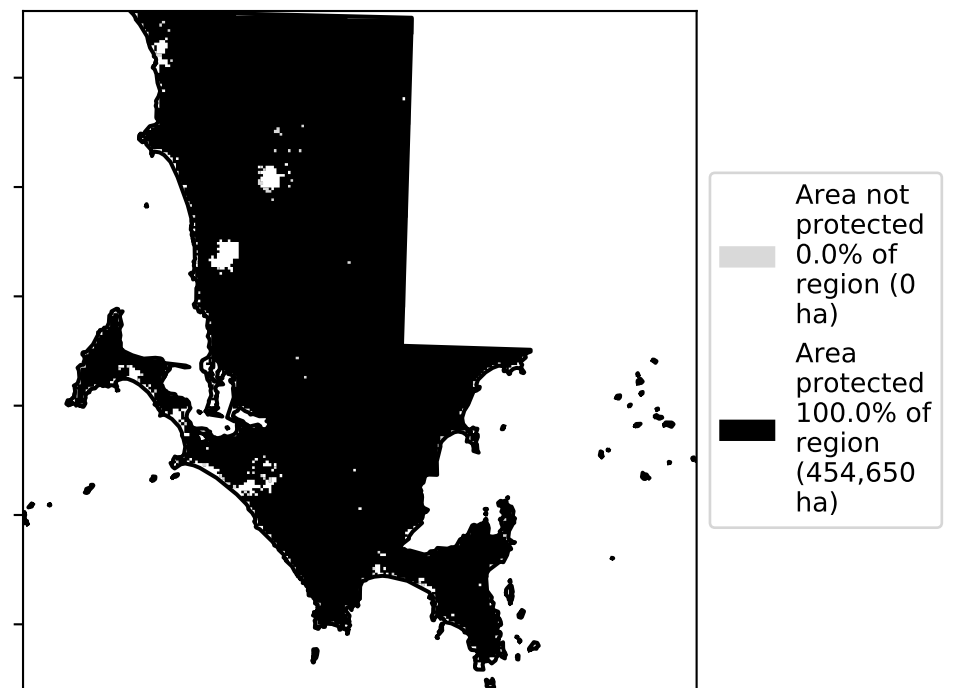 Area not
protected
0.0% of
region (0
ha)
Area
protected
100.0% of
region
(454,650
ha)